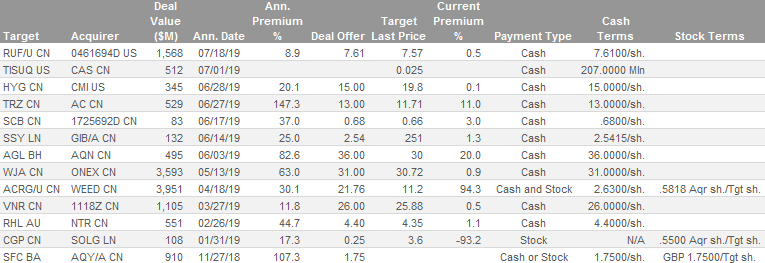 Deal Ann. Target Current
Value Premium Last Price Premium Cash
Target Acquirer ($M) Ann. Date % Deal Offer % Payment Type Terms Stock Terms
RUF/U CN 0461694D US 1,568 07/18/19 8.9 7.61 7.57 0.5 Cash 7.6100/sh.
TISUQ US CAS CN 512 07/01/19 0.025 Cash 207.0000 Mln
HYG CN CMI US 345 06/28/19 20.1 15.00 19.8 0.1 Cash 15.0000/sh.
TRZ CN AC CN 529 06/27/19 147.3 13.00 11.71 11.0 Cash 13.0000/sh.
SCB CN 1725692D CN 83 06/17/19 37.0 0.68 0.66 3.0 Cash .6800/sh.
SSY LN GIB/A CN 132 06/14/19 25.0 2.54 251 1.3 Cash 2.5415/sh.
AGL BH AQN CN 495 06/03/19 82.6 36.00 30 20.0 Cash 36.0000/sh.
WJA CN ONEX CN 3,593 05/13/19 63.0 31.00 30.72 0.9 Cash 31.0000/sh.
ACRG/U CN WEED CN 3,951 04/18/19 30.1 21.76 11.2 94.3 Cash and Stock 2.6300/sh. .5818 Aqr sh./Tgt sh.
VNR CN 1118Z CN 1,105 03/27/19 11.8 26.00 25.88 0.5 Cash 26.0000/sh.
RHL AU NTR CN 551 02/26/19 44.7 4.40 4.35 1.1 Cash 4.4000/sh.
CGP CN SOLG LN 108 01/31/19 17.3 0.25 3.6 -93.2 Stock N/A .5500 Aqr sh./Tgt sh.
SFC BA AQY/A CN 910 11/27/18 107.3 1.75 Cash or Stock 1.7500/sh. GBP 1.7500/Tgt sh.